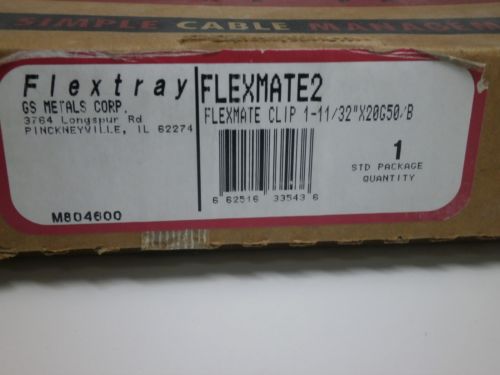 SIMPLE CABLE MANAGEMEN
Flextray
GS METALS CORP.
3764 Longspur Rd
PINCKNEYVILLE, IL 62274
M804600
FLEXMATE2
FLEXMATE CLIP 1-11/32"X20G50/B
6 62516 33543 6
1
STD PACKAGE
QUANTITY